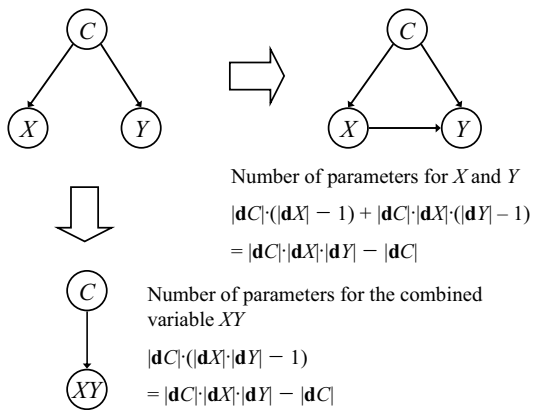 C
C
X
Y
X
Y
Number of parameters for X and Y
|dC|·(|dX| − 1) + |dC|·|dX|·(|dY| – 1)
= |dC|·|dX|·|dY| − |dC|
C
Number of parameters for the combined
variable XY
|dC|·(|dX|·|dY| − 1)
= |dC|·|dX|·|dY| − |dC|
XY